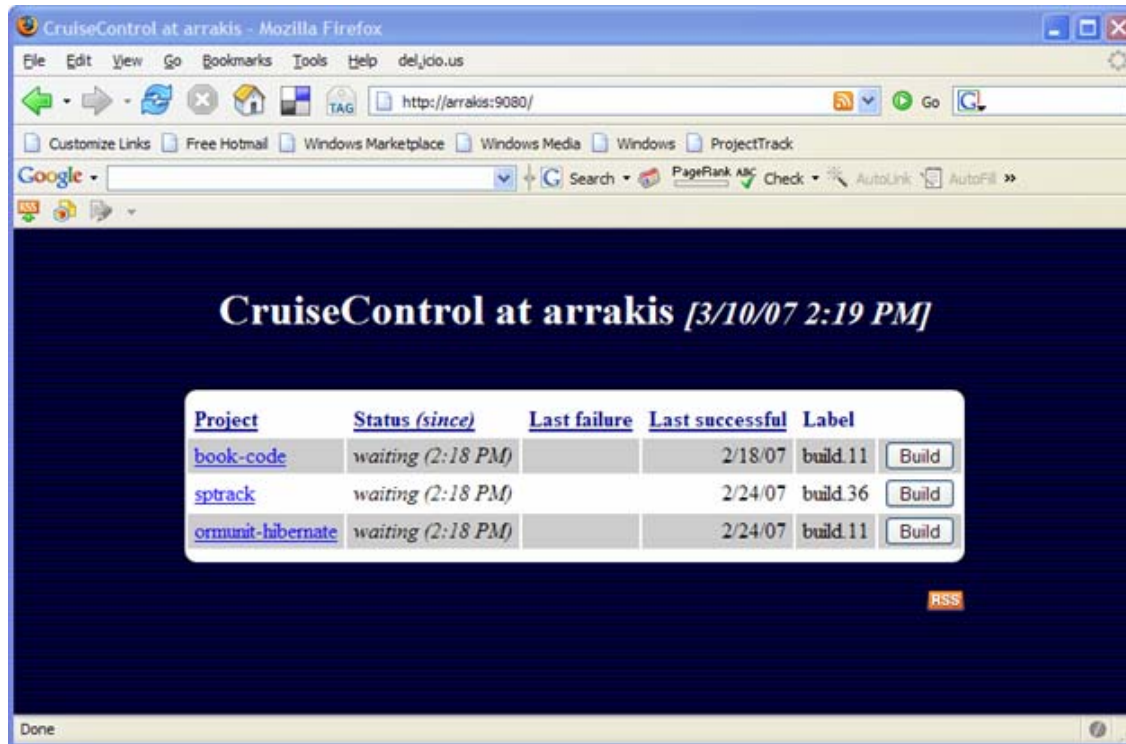 CruiseControl at arrakis - Mozilla Firefox
File Edit View Go Bookmarks Tools Help del.icio.us
TAG http://arrakis:9080/ Go G
Customize Links Free Hotmail Windows Marketplace Windows Media Windows ProjectTrack
Google G Search PageRank ABC Check AutoLink AutoFill »
RSS
CruiseControl at arrakis [3/10/07 2:19 PM]
Project Status (since) Last failure Last successful Label
book-code waiting (2:18 PM) 2/18/07 build.11 Build
sptrack waiting (2:18 PM) 2/24/07 build.36 Build
ormunit-hibernate waiting (2:18 PM) 2/24/07 build.11 Build
RSS
Done